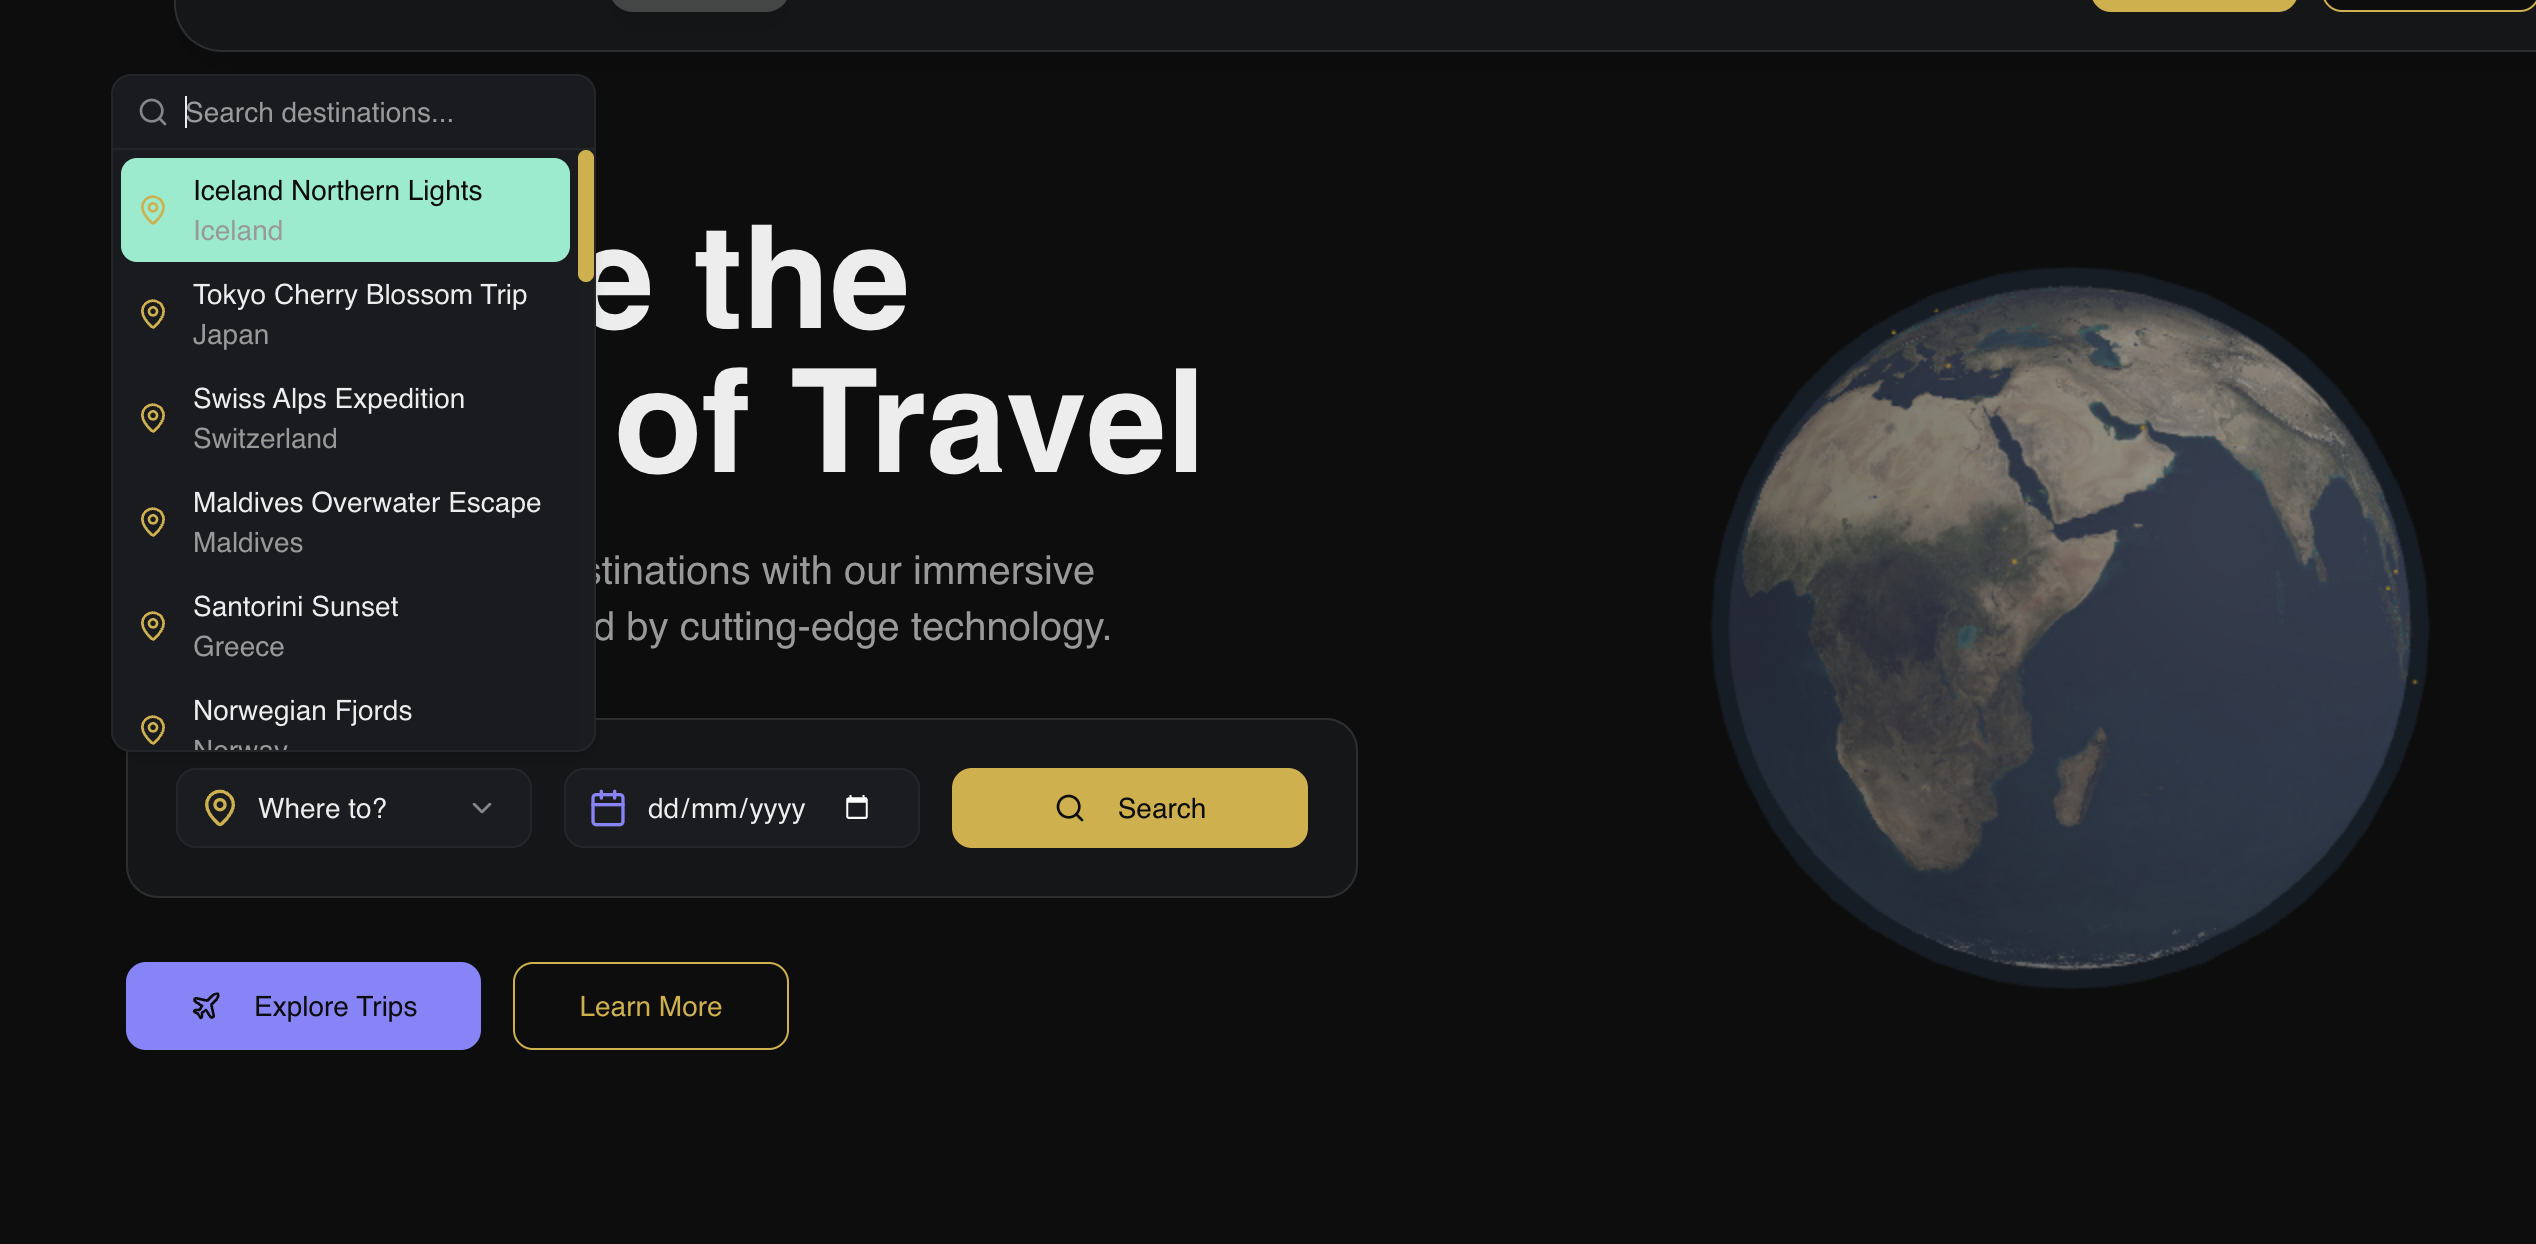 Search destinations...
Iceland Northern Lights
Iceland
Tokyo Cherry Blossom Trip
Japan
Swiss Alps Expedition
Switzerland
Maldives Overwater Escape
Maldives
Santorini Sunset
Greece
Norwegian Fjords
Norway
e the
of Travel
stinations with our immersive
d by cutting-edge technology.
Where to?
dd/mm/yyyy
Search
Explore Trips
Learn More